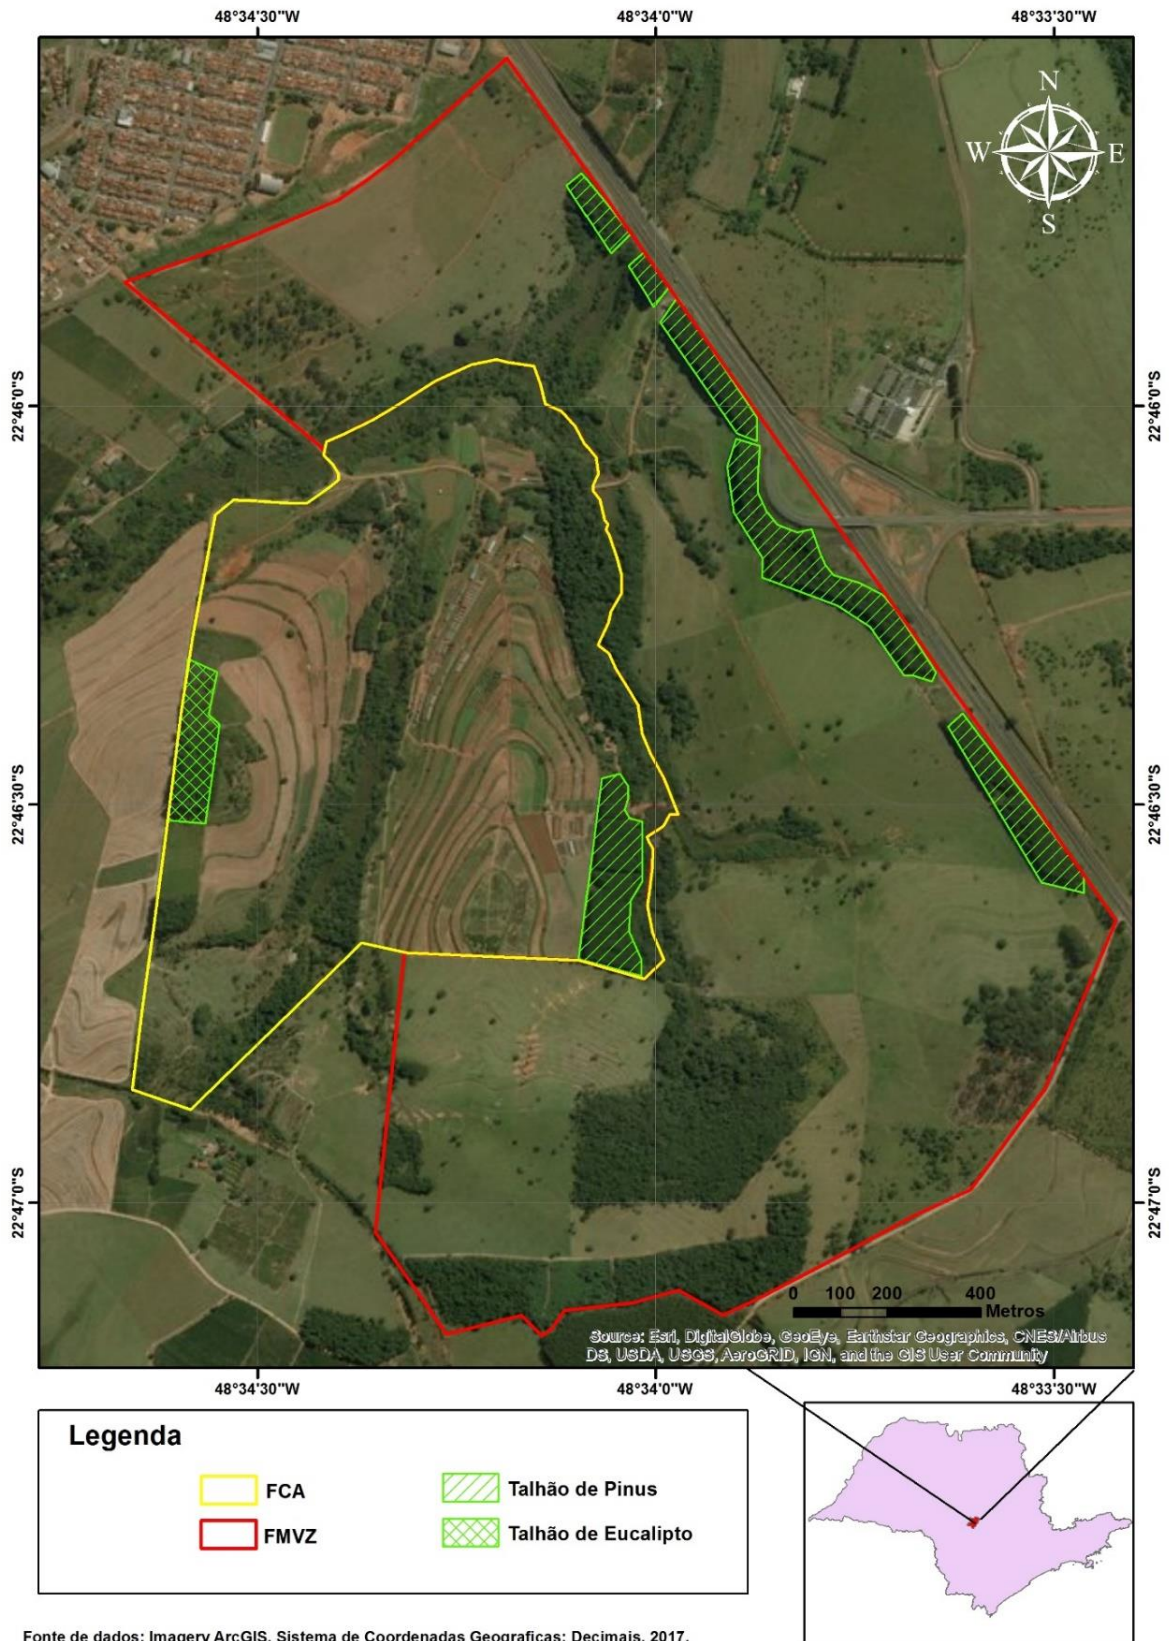 48°34'30"W 48°34'0"W 48°33'30"W
N
W E
S
22°46'0"S 22°46'0"S
22°46'30"S 22°46'30"S
22°47'0"S 22°47'0"S
0 100 200 400
Metros
Source: Esri, DigitalGlobe, GeoEye, Earthstar Geographics, CNES/Airbus
DS, USDA, USGS, AeroGRID, IGN, and the GIS User Community
48°34'30"W 48°34'0"W 48°33'30"W
Legenda
FCA Talhão de Pinus
FMVZ Talhão de Eucalipto
Fonte de dados: Imagery ArcGIS. Sistema de Coordenadas Geograficas: Decimais. 2017.